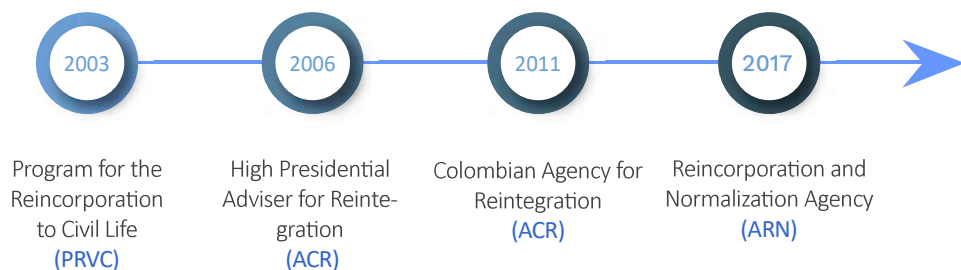 2003
2006
2011
2017
Program for the
Reincorporation
to Civil Life
(PRVC)
High Presidential
Adviser for Reinte-
gration
(ACR)
Colombian Agency for
Reintegration
(ACR)
Reincorporation and
Normalization Agency
(ARN)